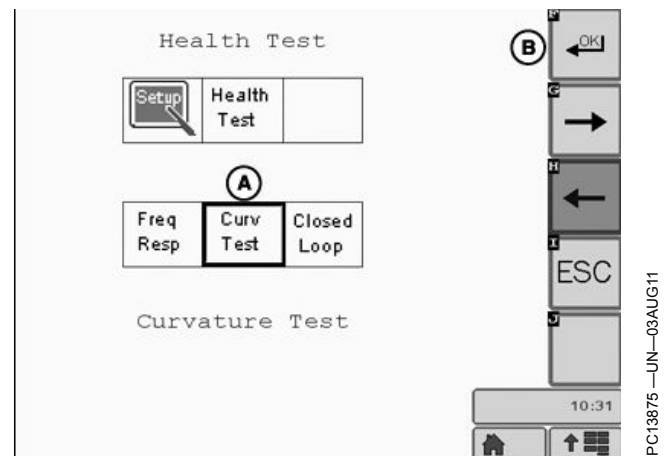 Health Test
Setup
Health
Test
A
Freq
Resp
Curv
Test
Closed
Loop
Curvature Test
B
F
OK
G
H
I
ESC
J
10:31
PC13875 —UN—03AUG11